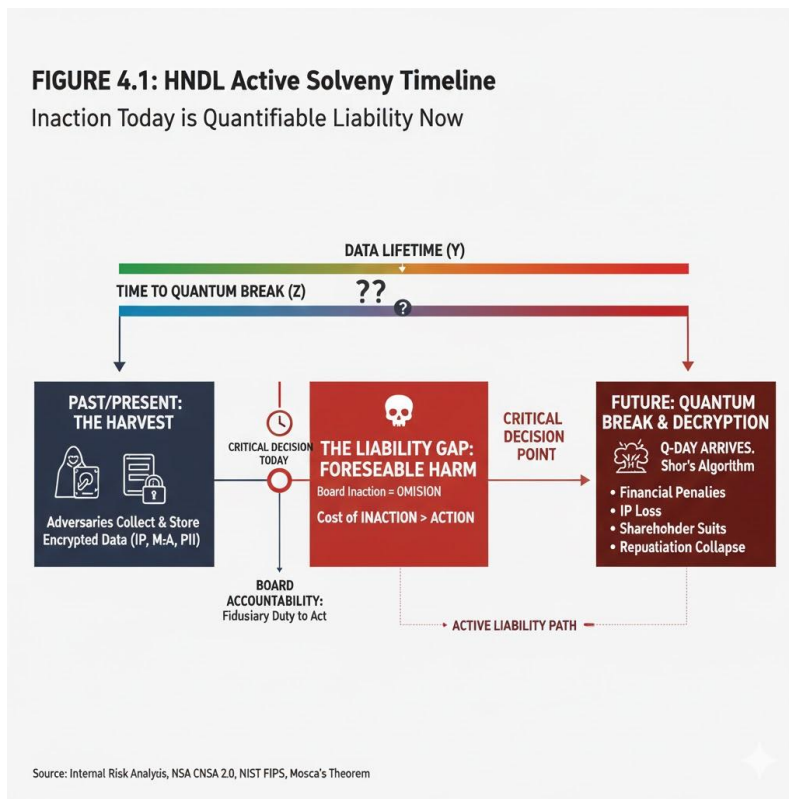 FIGURE 4.1: HNDL Active Solveny Timeline
Inaction Today is Quantifiable Liability Now
DATA LIFETIME (Y)
TIME TO QUANTUM BREAK (Z)
??
?
PAST/PRESENT:
THE HARVEST
Adversaries Collect & Store
Encrypted Data (IP, M:A, PII)
CRITICAL DECISION
TODAY
BOARD
ACCOUNTABILITY:
Fiduciary Duty to Act
THE LIABILITY GAP:
FORESEABLE HARM
Board Inaction = OMISION
Cost of INACTION > ACTION
CRITICAL
DECISION
POINT
FUTURE: QUANTUM
BREAK & DECRYPTION
Q-DAY ARRIVES.
Shor's Algorithm
• Financial Penalties
• IP Loss
• Sharehohder Suits
• Repuatiation Collapse
ACTIVE LIABILITY PATH
Source: Internal Risk Analysis, NSA CNSA 2.0, NIST FIPS, Mosca's Theorem